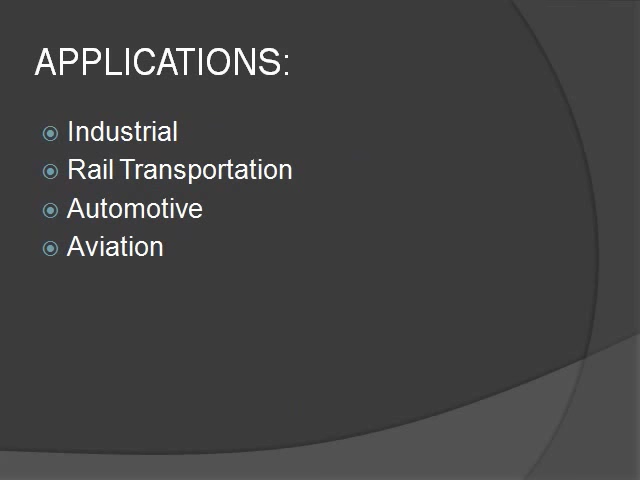 APPLICATIONS:
Industrial
Rail Transportation
Automotive
Aviation